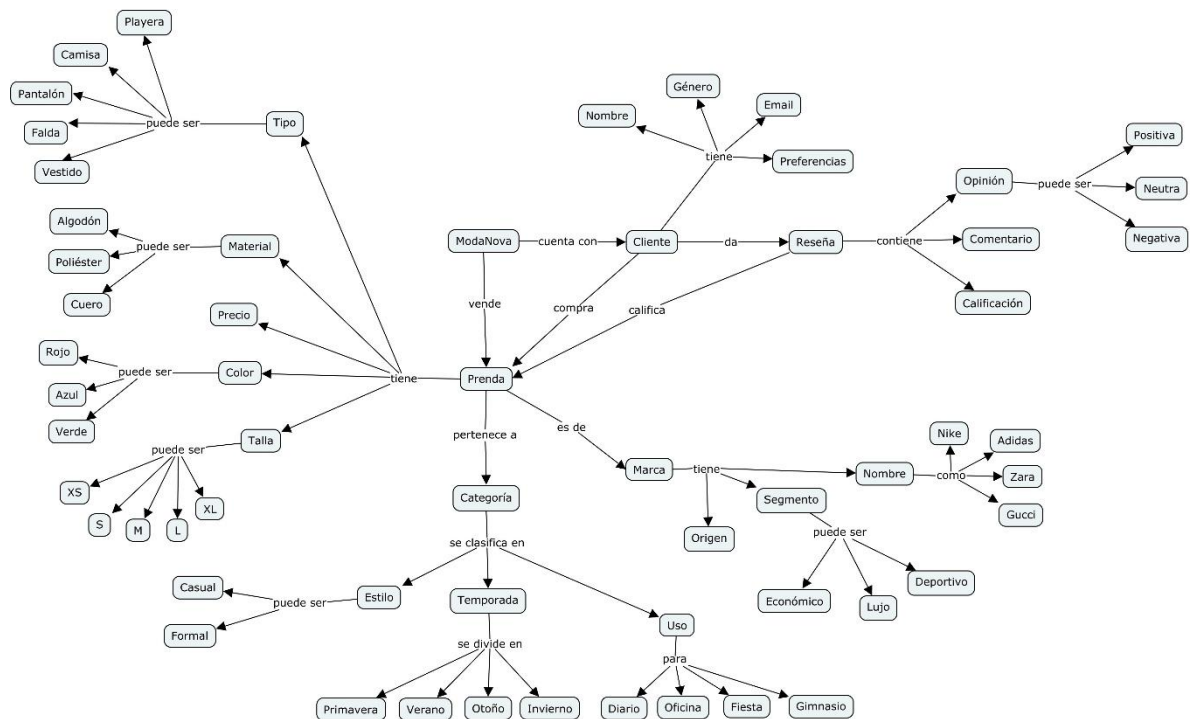 Playera
Camisa
Pantalón
Falda
Vestido
puede ser
Tipo
Género
Nombre
Email
tiene
Preferencias
Positiva
Opinión
puede ser
Neutra
Negativa
Algodón
Poliéster
Cuero
puede ser
Material
ModaNova
cuenta con
Cliente
da
Reseña
contiene
Comentario
Calificación
vende
compra
califica
Precio
Rojo
Azul
Verde
puede ser
Color
tiene
Prenda
Talla
puede ser
XS
S
M
L
XL
pertenece a
es de
Categoría
Marca
tiene
Nombre
como
Nike
Adidas
Zara
Gucci
Segmento
Origen
puede ser
Económico
Lujo
Deportivo
se clasifica en
Casual
Formal
puede ser
Estilo
Temporada
Uso
se divide en
para
Primavera
Verano
Otoño
Invierno
Diario
Oficina
Fiesta
Gimnasio